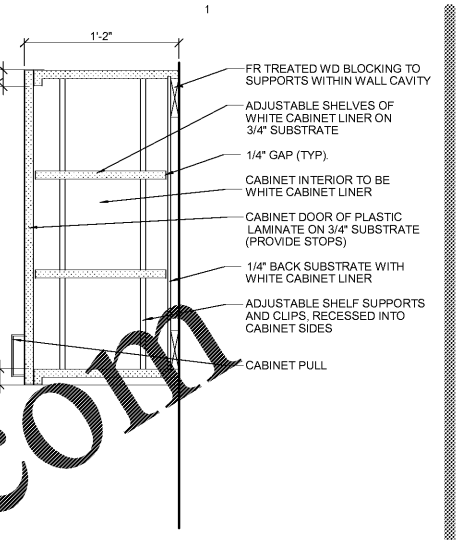 1
1'-2"
FR TREATED WD BLOCKING TO
SUPPORTS WITHIN WALL CAVITY
ADJUSTABLE SHELVES OF
WHITE CABINET LINER ON
3/4" SUBSTRATE
1/4" GAP (TYP).
CABINET INTERIOR TO BE
WHITE CABINET LINER
CABINET DOOR OF PLASTIC
LAMINATE ON 3/4" SUBSTRATE
(PROVIDE STOPS)
1/4" BACK SUBSTRATE WITH
WHITE CABINET LINER
ADJUSTABLE SHELF SUPPORTS
AND CLIPS, RECESSED INTO
CABINET SIDES
CABINET PULL
com